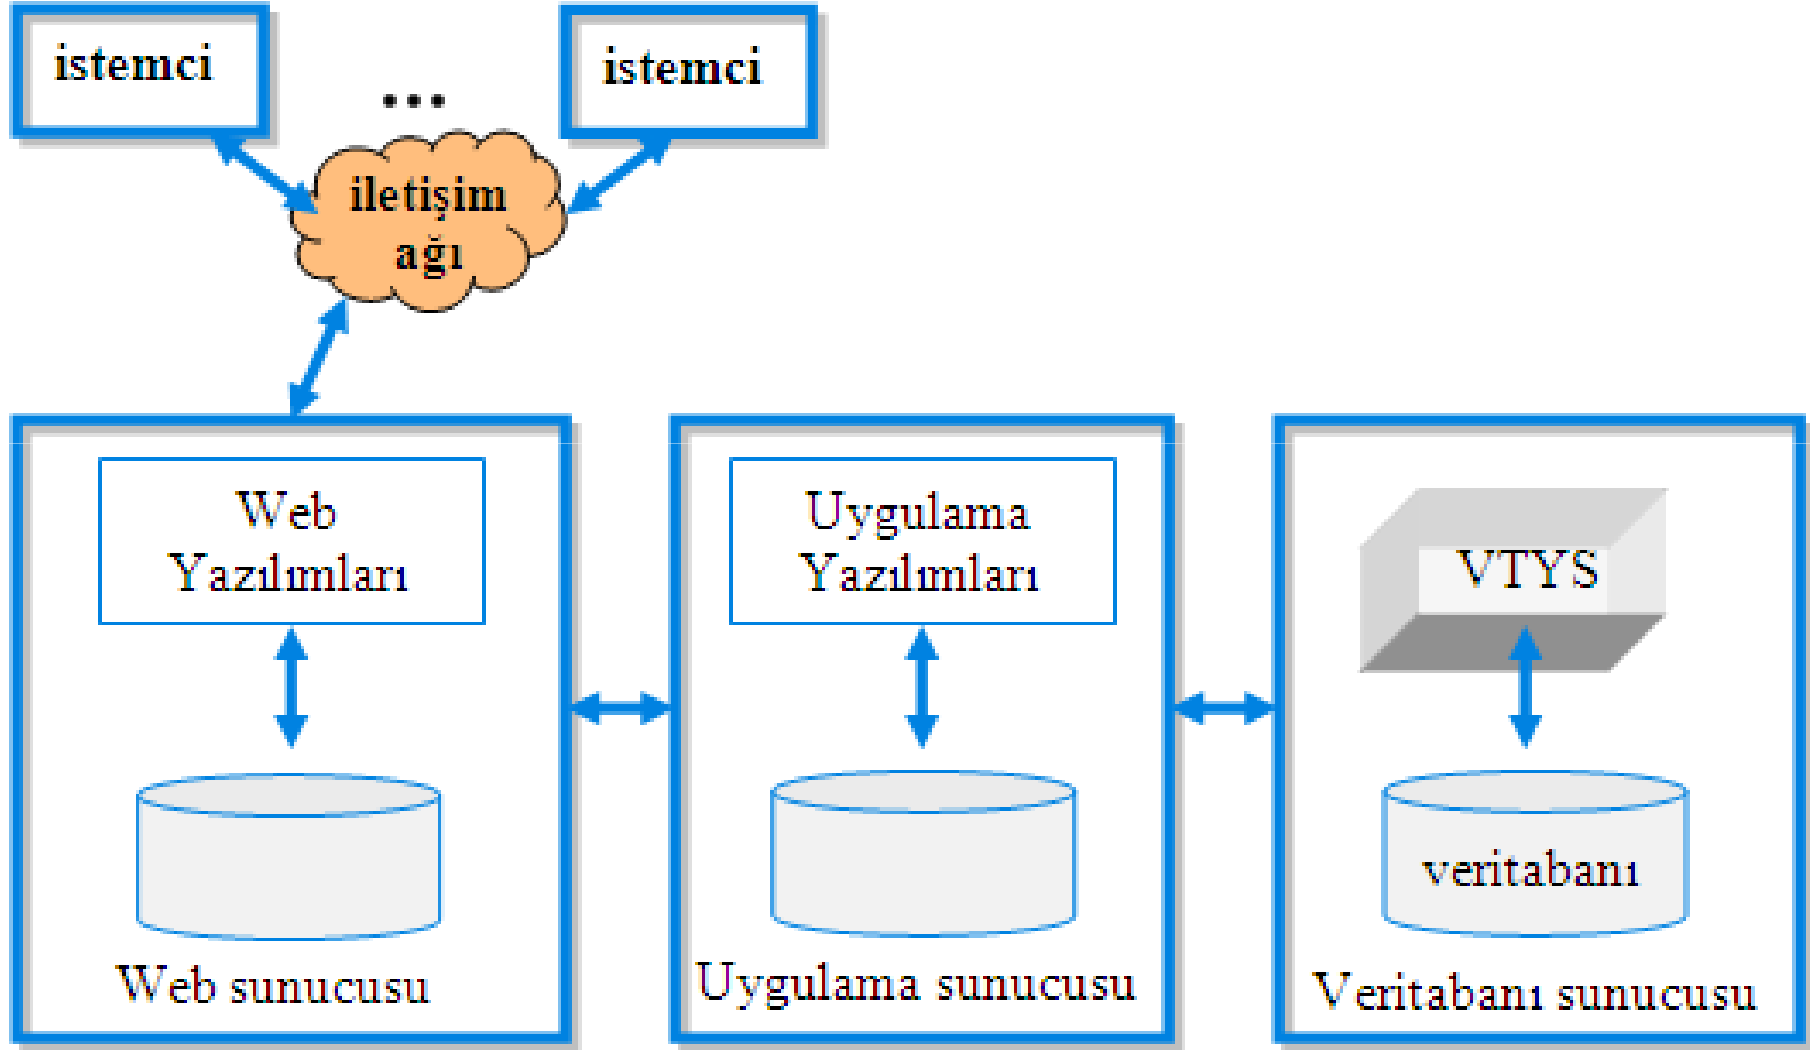 istemci
...
istemci
iletişim
ağı
Web
Yazılımları
Uygulama
Yazılımları
VTYS
veritabanı
Web sunucusu
Uygulama sunucusu
Veritabanı sunucusu